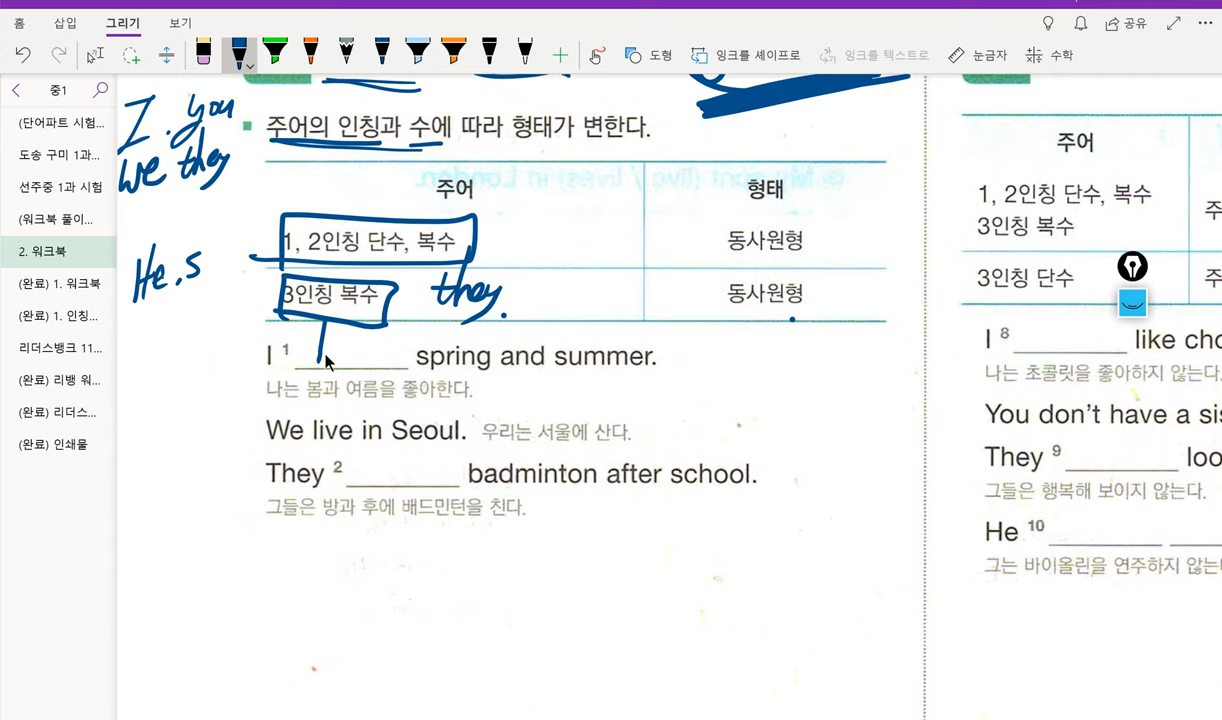 홈 삽입 그리기 보기
공유
도형 잉크를 셰이프로 잉크를 텍스트로 눈금자 수학
중1
(단어파트 시험...
도송 구미 1과...
선주중 1과 시험
(워크북 풀이...
2. 워크북
(완료) 1. 워크북
(완료) 1. 인칭...
리더스뱅크 11...
(완료) 리뱅 워...
(완료) 리더스...
(완료) 인쇄물
I. you
we they
He.s
주어의 인칭과 수에 따라 형태가 변한다.
My aunt (live / lives) in London.
주어 형태
1, 2인칭 단수, 복수 동사원형
3인칭 복수 they. 동사원형
I 1 ________ spring and summer.
나는 봄과 여름을 좋아한다.
We live in Seoul. 우리는 서울에 산다.
They 2 ________ badminton after school.
그들은 방과 후에 배드민턴을 친다.
주어
1, 2인칭 단수, 복수
3인칭 복수
주
3인칭 단수 주
I 8 ________ like cho
나는 초콜릿을 좋아하지 않는다.
You don't have a sis
They 9 ________ loo
그들은 행복해 보이지 않는다.
He 10 ________ ____
그는 바이올린을 연주하지 않는